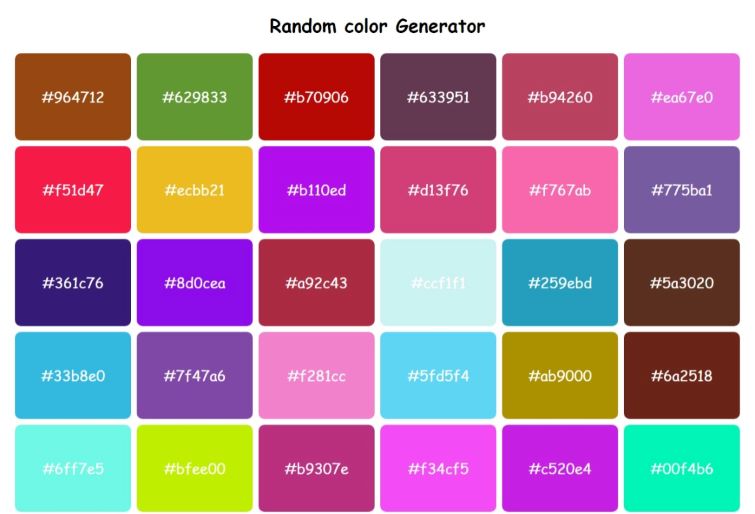 Random color Generator
#964712 #629833 #b70906 #633951 #b94260 #ea67e0
#f51d47 #ecbb21 #b110ed #d13f76 #f767ab #775ba1
#361c76 #8d0cea #a92c43 #ccf1f1 #259ebd #5a3020
#33b8e0 #7f47a6 #f281cc #5fd5f4 #ab9000 #6a2518
#6ff7e5 #bfee00 #b9307e #f34cf5 #c520e4 #00f4b6